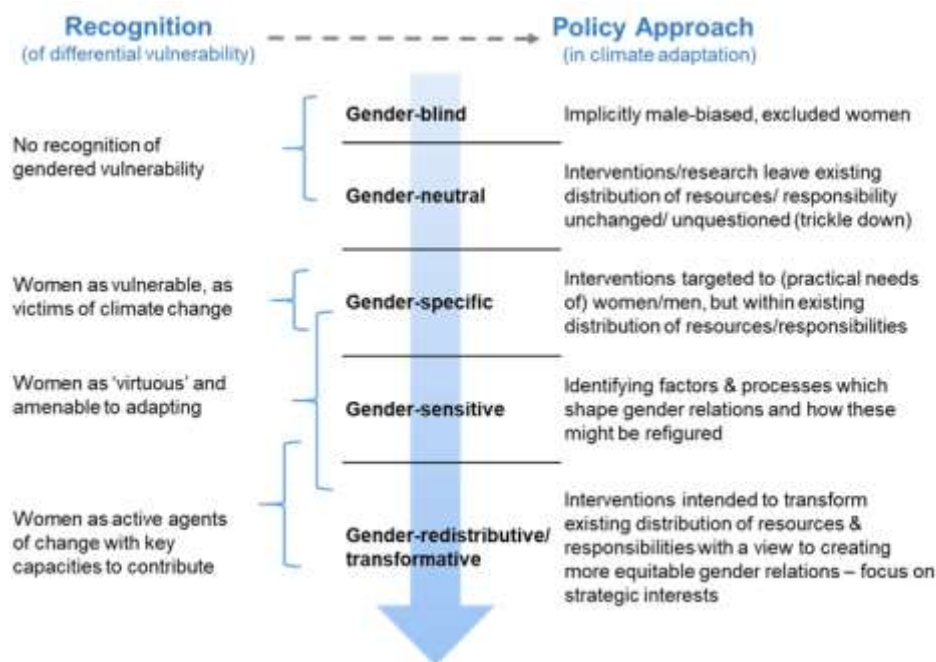 Recognition
(of differential vulnerability)
Policy Approach
(in climate adaptation)
No recognition of
gendered vulnerability
Gender-blind
Implicitly male-biased, excluded women
Gender-neutral
Interventions/research leave existing
distribution of resources/ responsibility
unchanged/ unquestioned (trickle down)
Women as vulnerable, as
victims of climate change
Gender-specific
Interventions targeted to (practical needs
of) women/men, but within existing
distribution of resources/responsibilities
Women as ‘virtuous’ and
amenable to adapting
Gender-sensitive
Identifying factors & processes which
shape gender relations and how these
might be refigured
Women as active agents
of change with key
capacities to contribute
Gender-redistributive/
transformative
Interventions intended to transform
existing distribution of resources &
responsibilities with a view to creating
more equitable gender relations – focus on
strategic interests